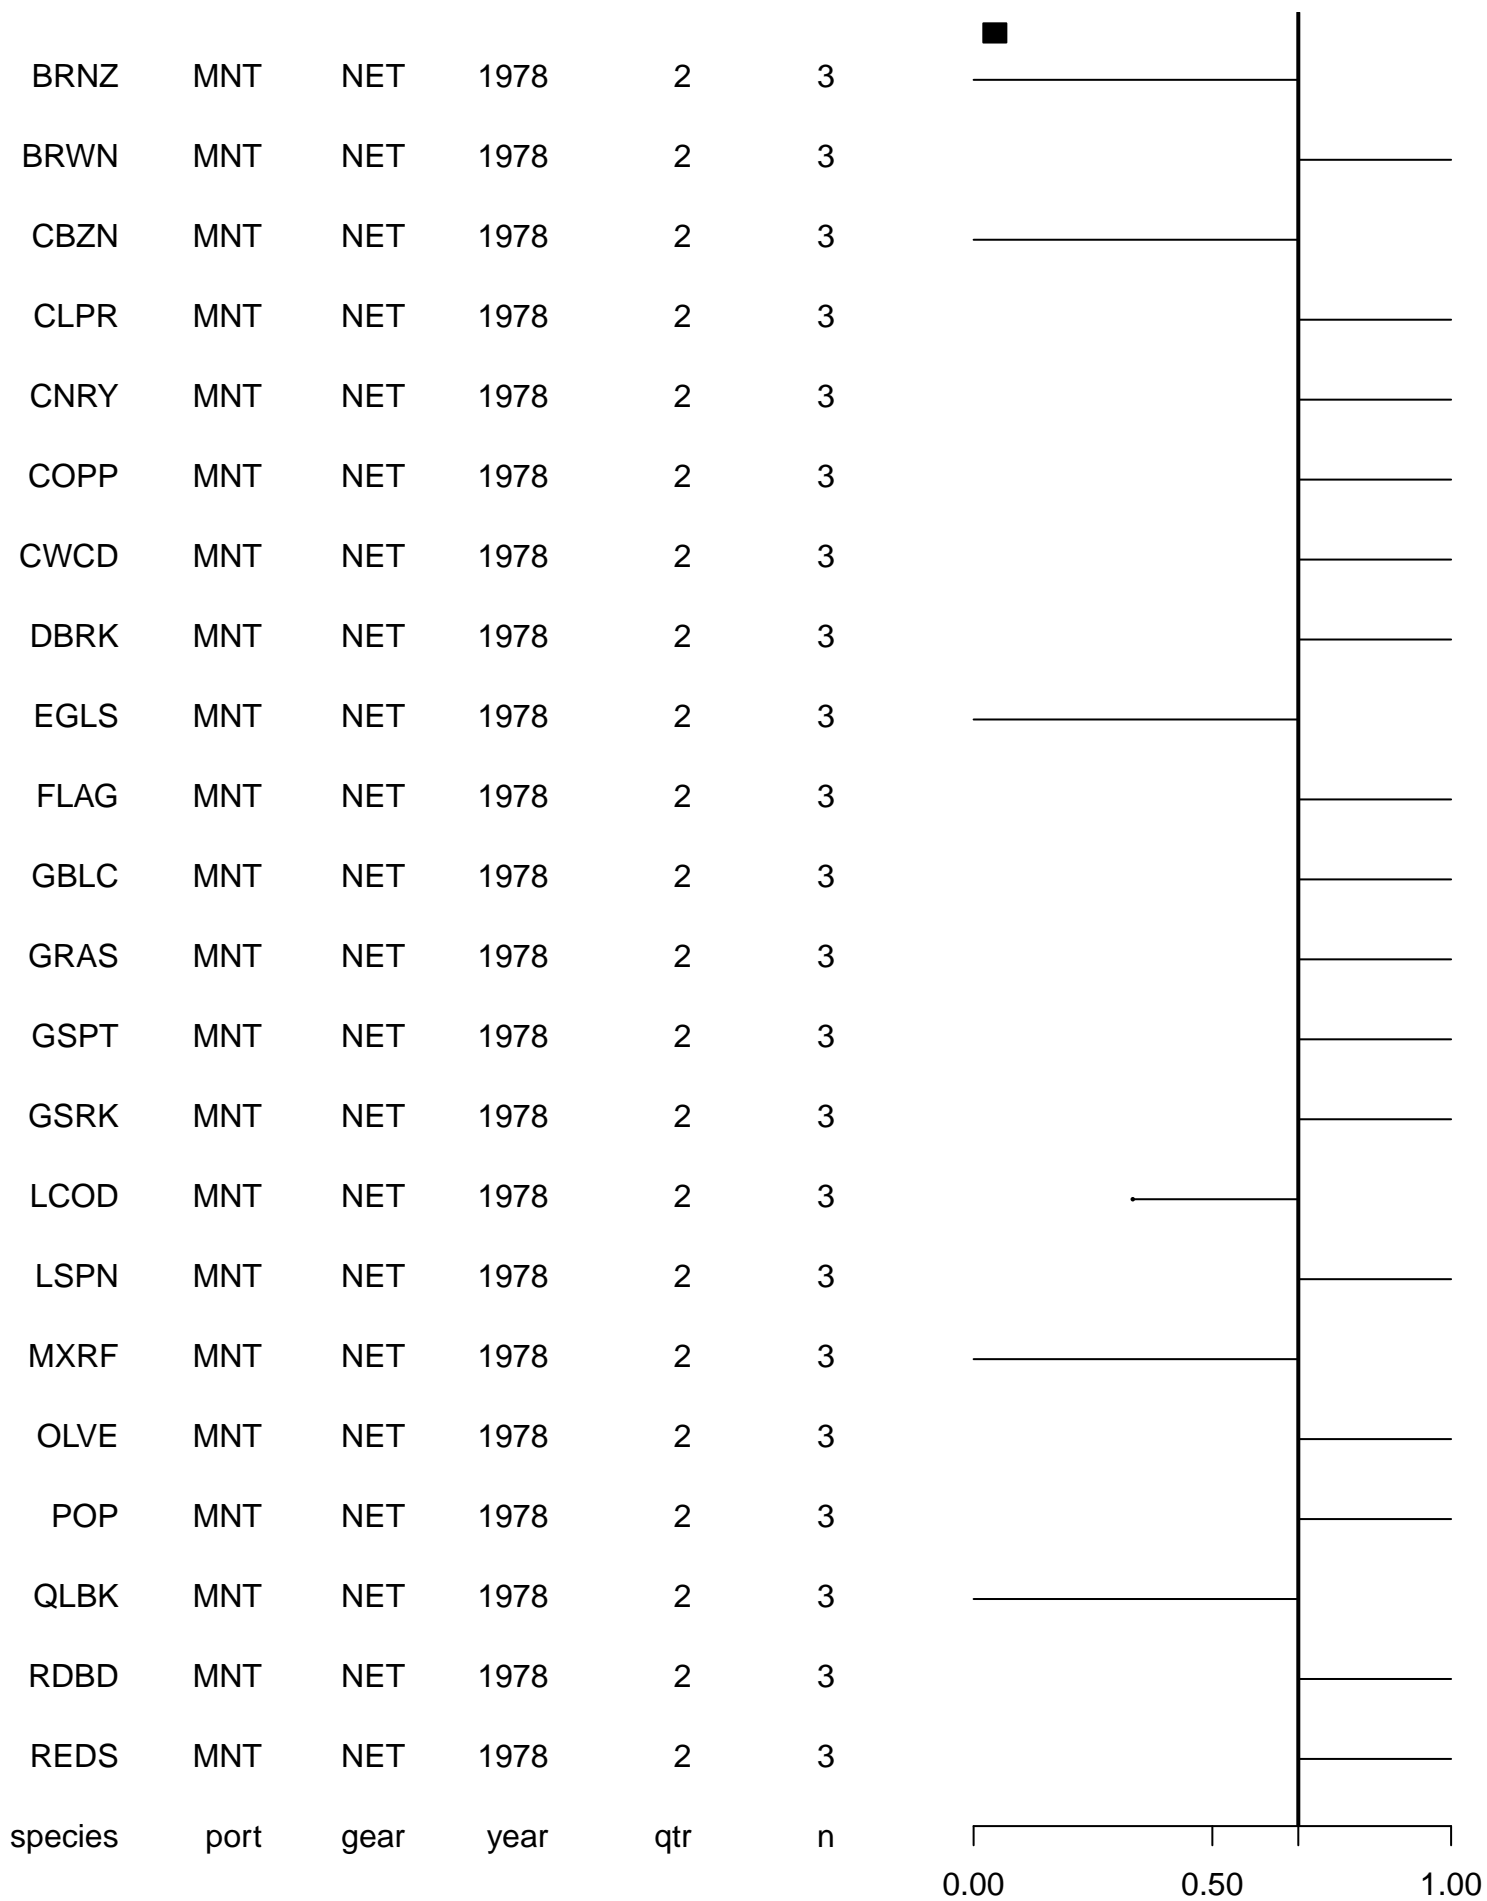 BRNZ MNT NET 1978 2 3
BRWN MNT NET 1978 2 3
CBZN MNT NET 1978 2 3
CLPR MNT NET 1978 2 3
CNRY MNT NET 1978 2 3
COPP MNT NET 1978 2 3
CWCD MNT NET 1978 2 3
DBRK MNT NET 1978 2 3
EGLS MNT NET 1978 2 3
FLAG MNT NET 1978 2 3
GBLC MNT NET 1978 2 3
GRAS MNT NET 1978 2 3
GSPT MNT NET 1978 2 3
GSRK MNT NET 1978 2 3
LCOD MNT NET 1978 2 3
LSPN MNT NET 1978 2 3
MXRF MNT NET 1978 2 3
OLVE MNT NET 1978 2 3
POP MNT NET 1978 2 3
QLBK MNT NET 1978 2 3
RDBD MNT NET 1978 2 3
REDS MNT NET 1978 2 3
species port gear year qtr n
0.00 0.50 1.00